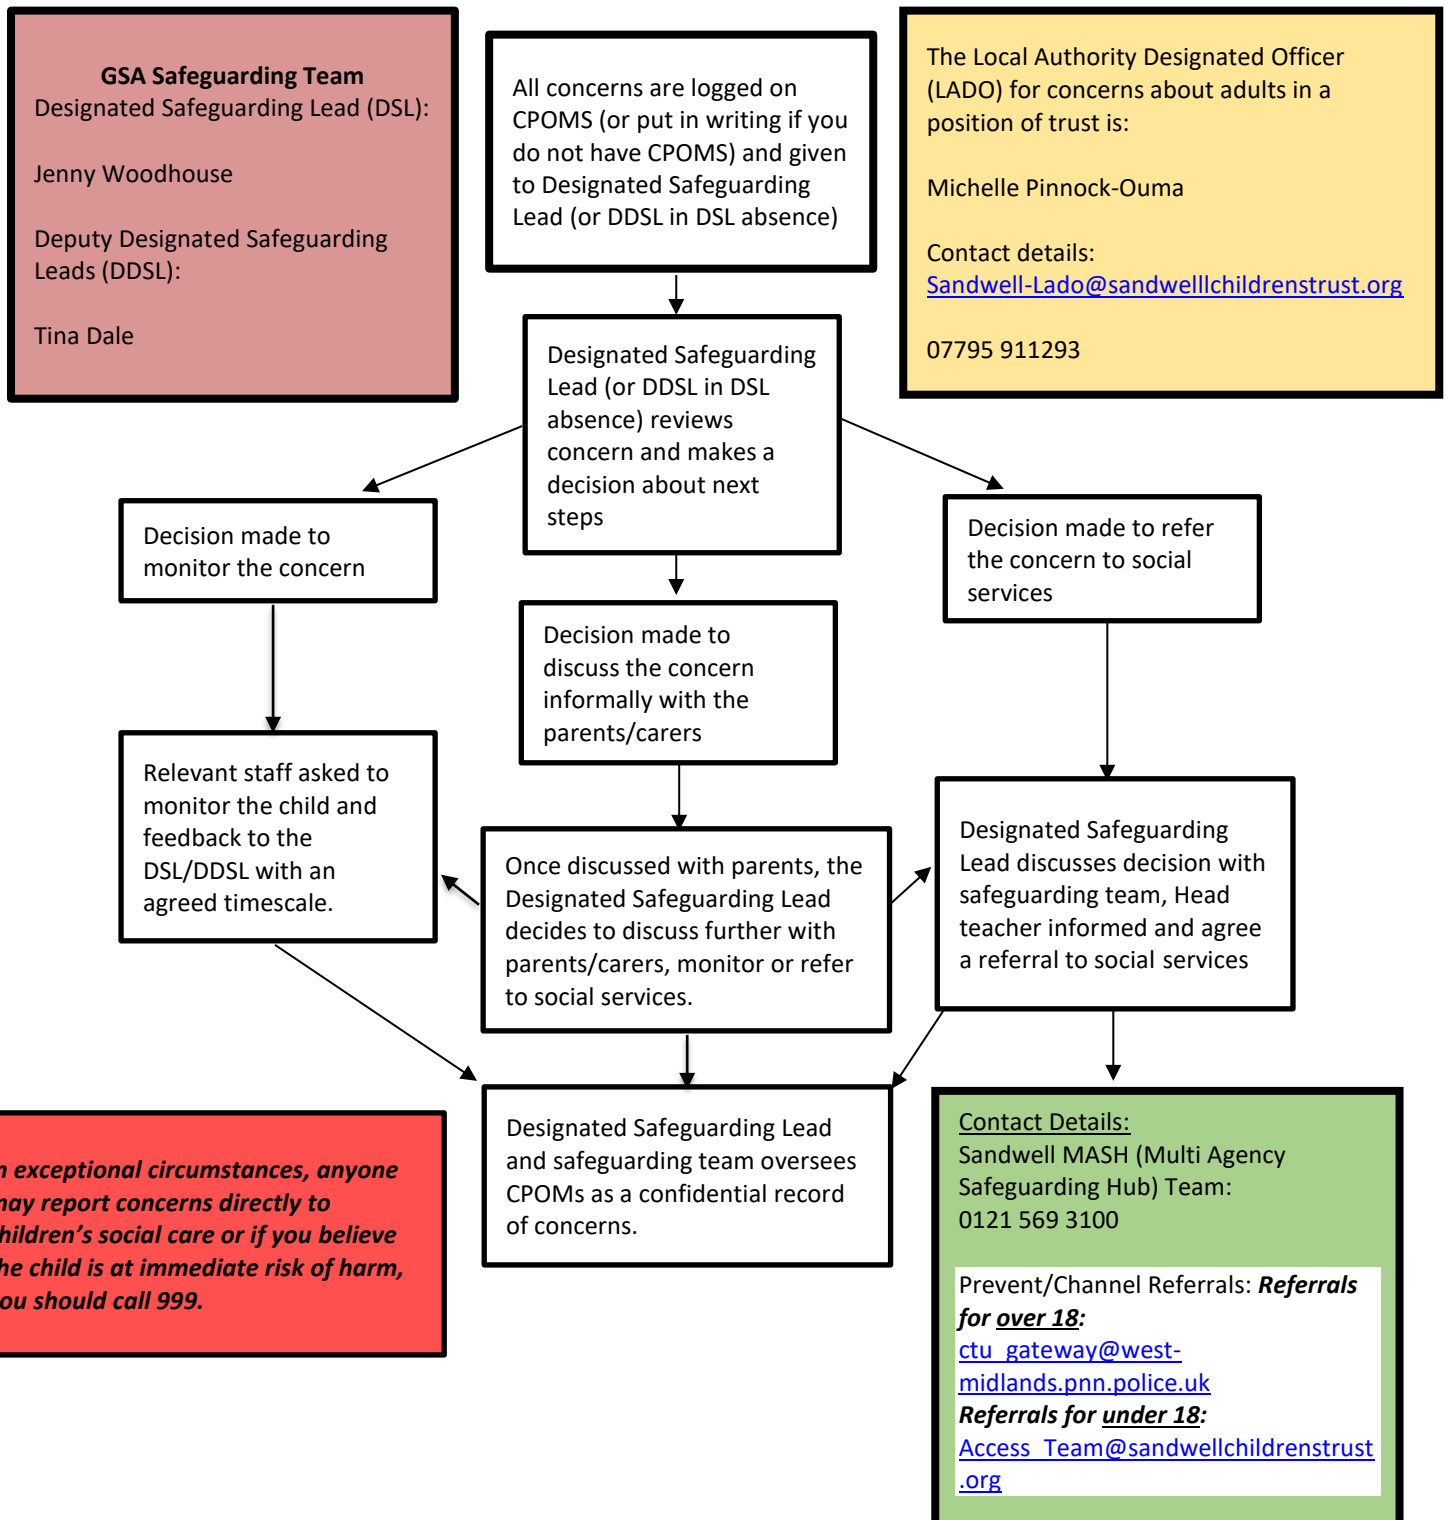 GSA Safeguarding Team
Designated Safeguarding Lead (DSL):
Jenny Woodhouse
Deputy Designated Safeguarding
Leads (DDSL):
Tina Dale
All concerns are logged on
CPOMS (or put in writing if you
do not have CPOMS) and given
to Designated Safeguarding
Lead (or DDSL in DSL absence)
The Local Authority Designated Officer
(LADO) for concerns about adults in a
position of trust is:
Michelle Pinnock-Ouma
Contact details:
Sandwell-Lado@sandwelllchildrenstrust.org
07795 911293
Designated Safeguarding
Lead (or DDSL in DSL
absence) reviews
concern and makes a
decision about next
steps
Decision made to
monitor the concern
Decision made to refer
the concern to social
services
Decision made to
discuss the concern
informally with the
parents/carers
Relevant staff asked to
monitor the child and
feedback to the
DSL/DDSL with an
agreed timescale.
Once discussed with parents, the
Designated Safeguarding Lead
decides to discuss further with
parents/carers, monitor or refer
to social services.
Designated Safeguarding
Lead discusses decision with
safeguarding team, Head
teacher informed and agree
a referral to social services
Designated Safeguarding Lead
and safeguarding team oversees
CPOMs as a confidential record
of concerns.
n exceptional circumstances, anyone
may report concerns directly to
hildren's social care or if you believe
he child is at immediate risk of harm,
ou should call 999.
Contact Details:
Sandwell MASH (Multi Agency
Safeguarding Hub) Team:
0121 569 3100
Prevent/Channel Referrals: Referrals
for over 18:
ctu_gateway@west-
midlands.pnn.police.uk
Referrals for under 18:
Access_Team@sandwellchildrenstrust
.org